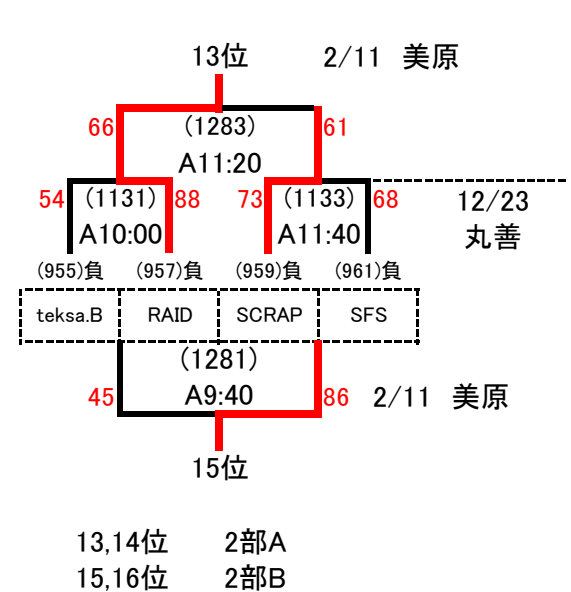 13位 2/11 美原
66 (1283) 61
A11:20
54 (1131) 88 73 (1133) 68 12/23
A10:00 A11:40 丸善
(955)負 (957)負 (959)負 (961)負
teksa.B RAID SCRAP SFS
(1281)
45 A9:40 86 2/11 美原
15位
13,14位 2部A
15,16位 2部B